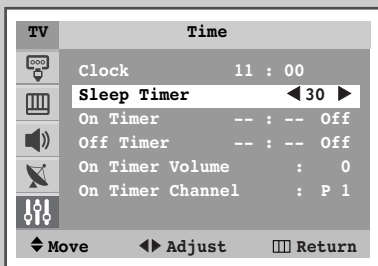 TV Time
Clock 11 : 00
Sleep Timer ◀ 30 ▶
On Timer -- : -- Off
Off Timer -- : -- Off
On Timer Volume : 0
On Timer Channel : P 1
Move Adjust Return